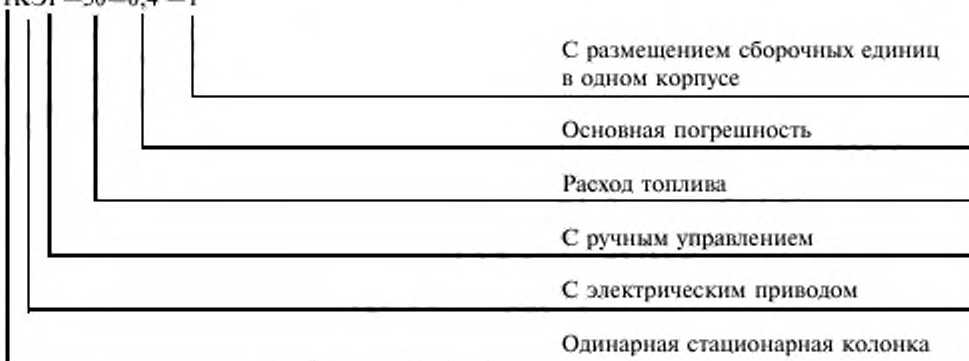 С размещением сборочных единиц
в одном корпусе
Основная погрешность
Расход топлива
С ручным управлением
С электрическим приводом
Одинарная стационарная колонка